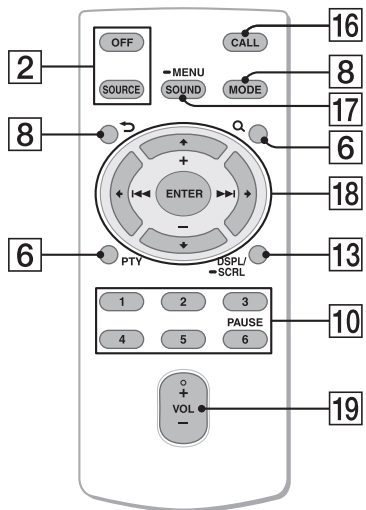 16
OFF
CALL
2
-MENU
SOURCE
SOUND
MODE
8
17
8
6
+
ENTER
18
-
6
PTY
DSPL/
-SCRL
13
1
2
3
PAUSE
10
4
5
6
+
VOL
19
-